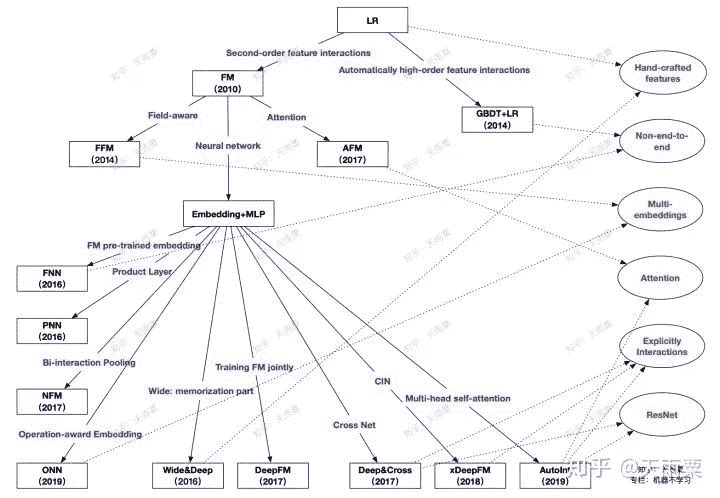 LR
Second-order feature interactions
Automatically high-order feature interactions
Hand-crafted
features
FM
(2010)
Field-aware
Attention
GBDT+LR
(2014)
Neural network
Non-end-to-
end
FFM
(2014)
AFM
(2017)
Multi-
embeddings
Embedding+MLP
FM pre-trained embedding
Product Layer
FNN
(2016)
Attention
PNN
(2016)
Explicitly
Interactions
Bi-interaction Pooling
Training FM jointly
CIN
NFM
(2017)
Wide: memorization part
Multi-head self-attention
ResNet
Cross Net
Operation-award Embedding
ONN
(2019)
Wide&Deep
(2016)
DeepFM
(2017)
Deep&Cross
(2017)
xDeepFM
(2018)
AutoInt
(2019)
知乎 @天雨粟
知乎:天雨粟
专栏:机器不学习